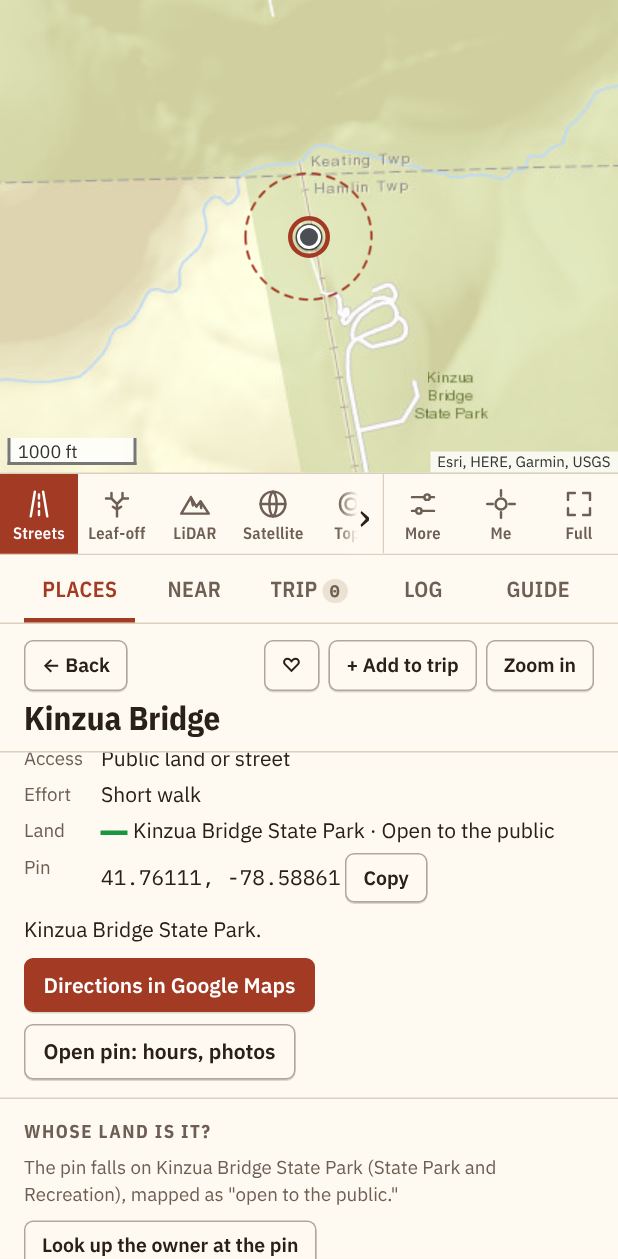 Keating Twp
Hamlin Twp
Kinzua
Bridge
State Park
1000 ft
Esri, HERE, Garmin, USGS
Streets
Leaf-off
LiDAR
Satellite
More
Me
Full
PLACES
NEAR
TRIP 0
LOG
GUIDE
← Back
♡
+ Add to trip
Zoom in
Kinzua Bridge
Access Public land or street
Effort Short walk
Land Kinzua Bridge State Park · Open to the public
Pin 41.76111, -78.58861 Copy
Kinzua Bridge State Park.
Directions in Google Maps
Open pin: hours, photos
WHOSE LAND IS IT?
The pin falls on Kinzua Bridge State Park (State Park and
Recreation), mapped as "open to the public."
Look up the owner at the pin